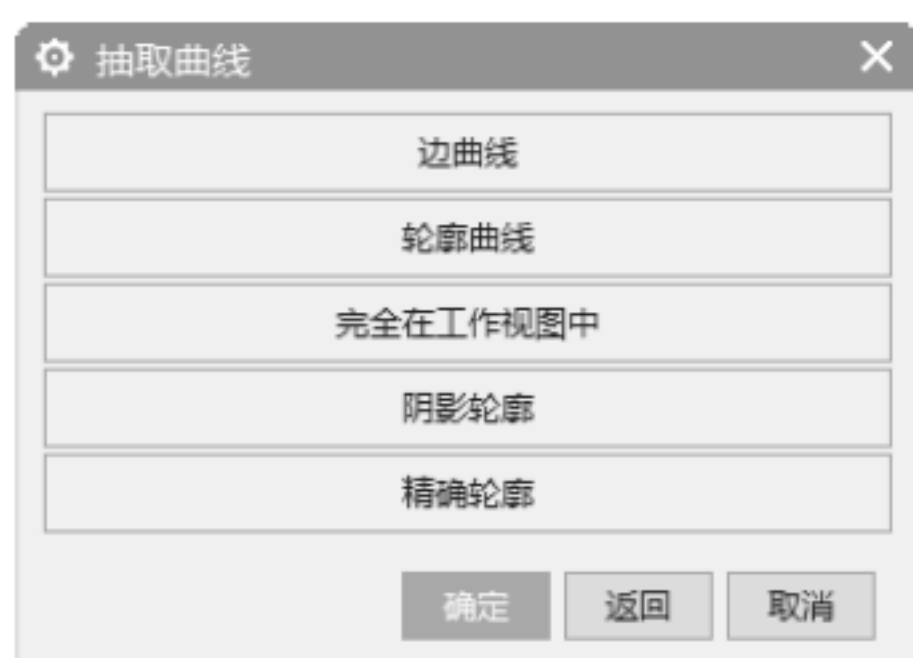 抽取曲线
边曲线
轮廓曲线
完全在工作视图中
阴影轮廓
精确轮廓
确定 返回 取消